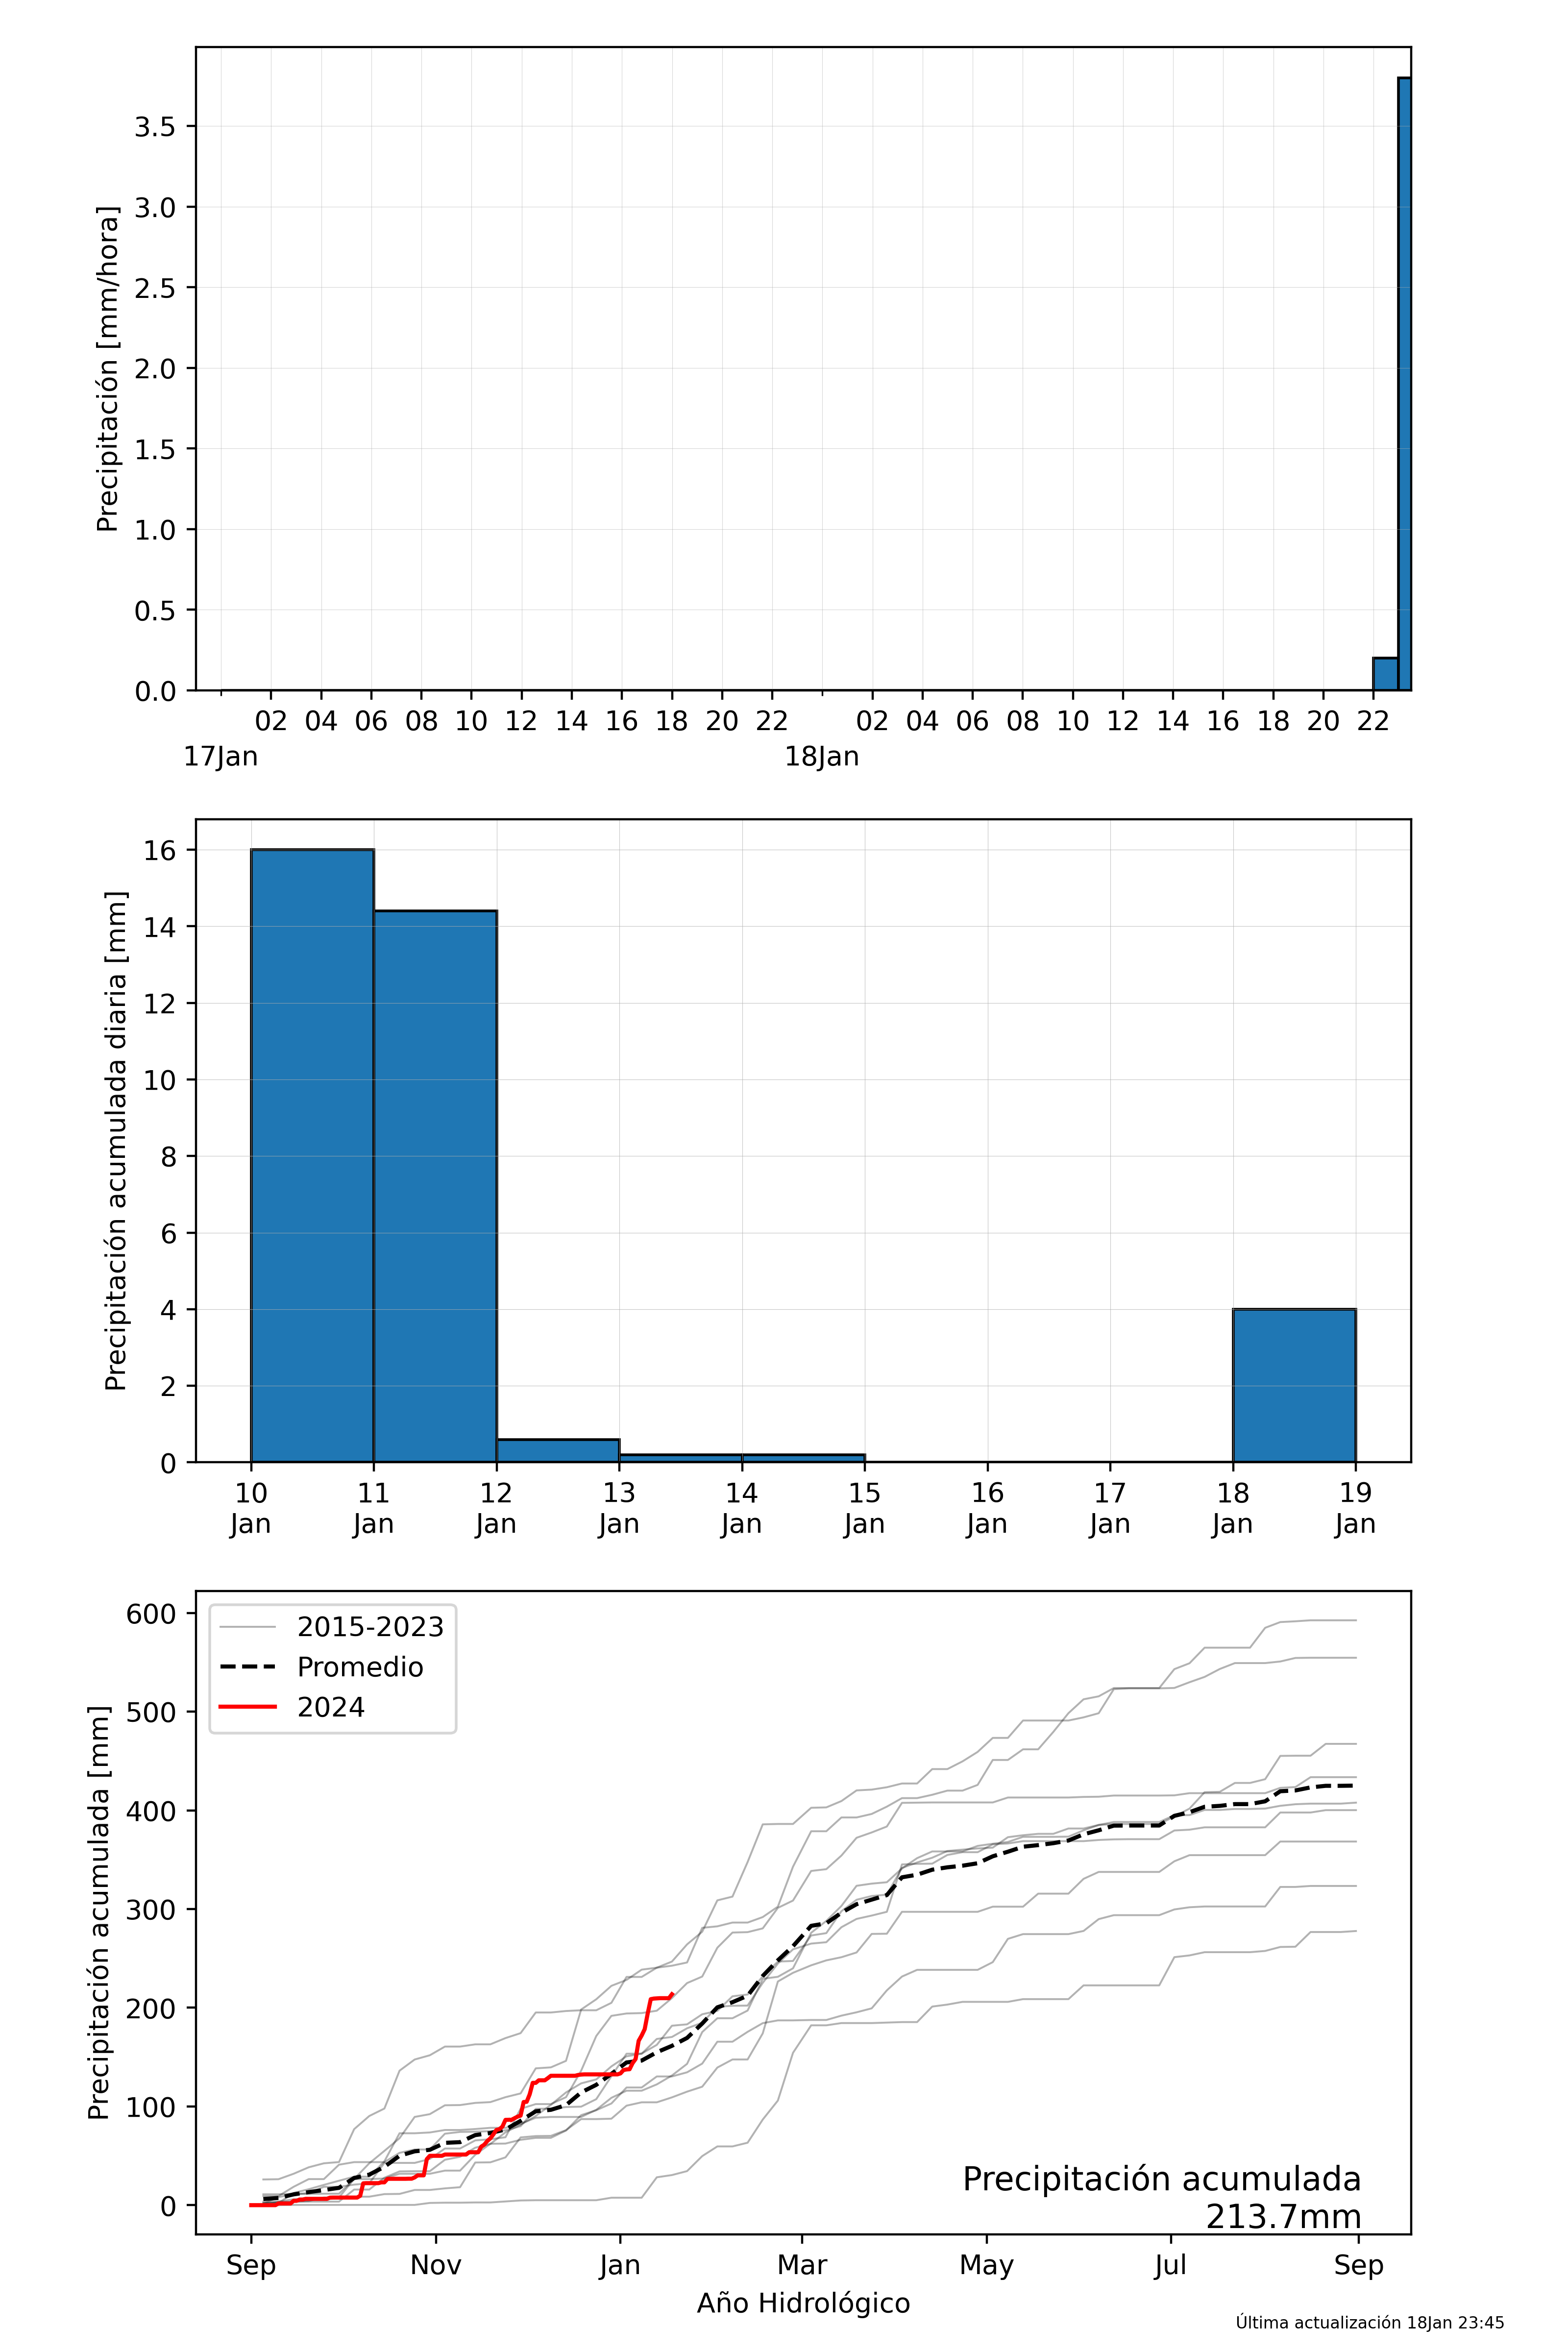 Precipitación [mm/hora]
3.5
3.0
2.5
2.0
1.5
1.0
0.5
0.0
02 04 06 08 10 12 14 16 18 20 22 02 04 06 08 10 12 14 16 18 20 22
17Jan 18Jan
Precipitación acumulada diaria [mm]
16
14
12
10
8
6
4
2
0
10 11 12 13 14 15 16 17 18 19
Jan Jan Jan Jan Jan Jan Jan Jan Jan Jan
Precipitación acumulada [mm]
600
500
400
300
200
100
0
2015-2023
Promedio
2024
Precipitación acumulada
213.7mm
Sep Nov Jan Mar May Jul Sep
Año Hidrológico
Última actualización 18Jan 23:45